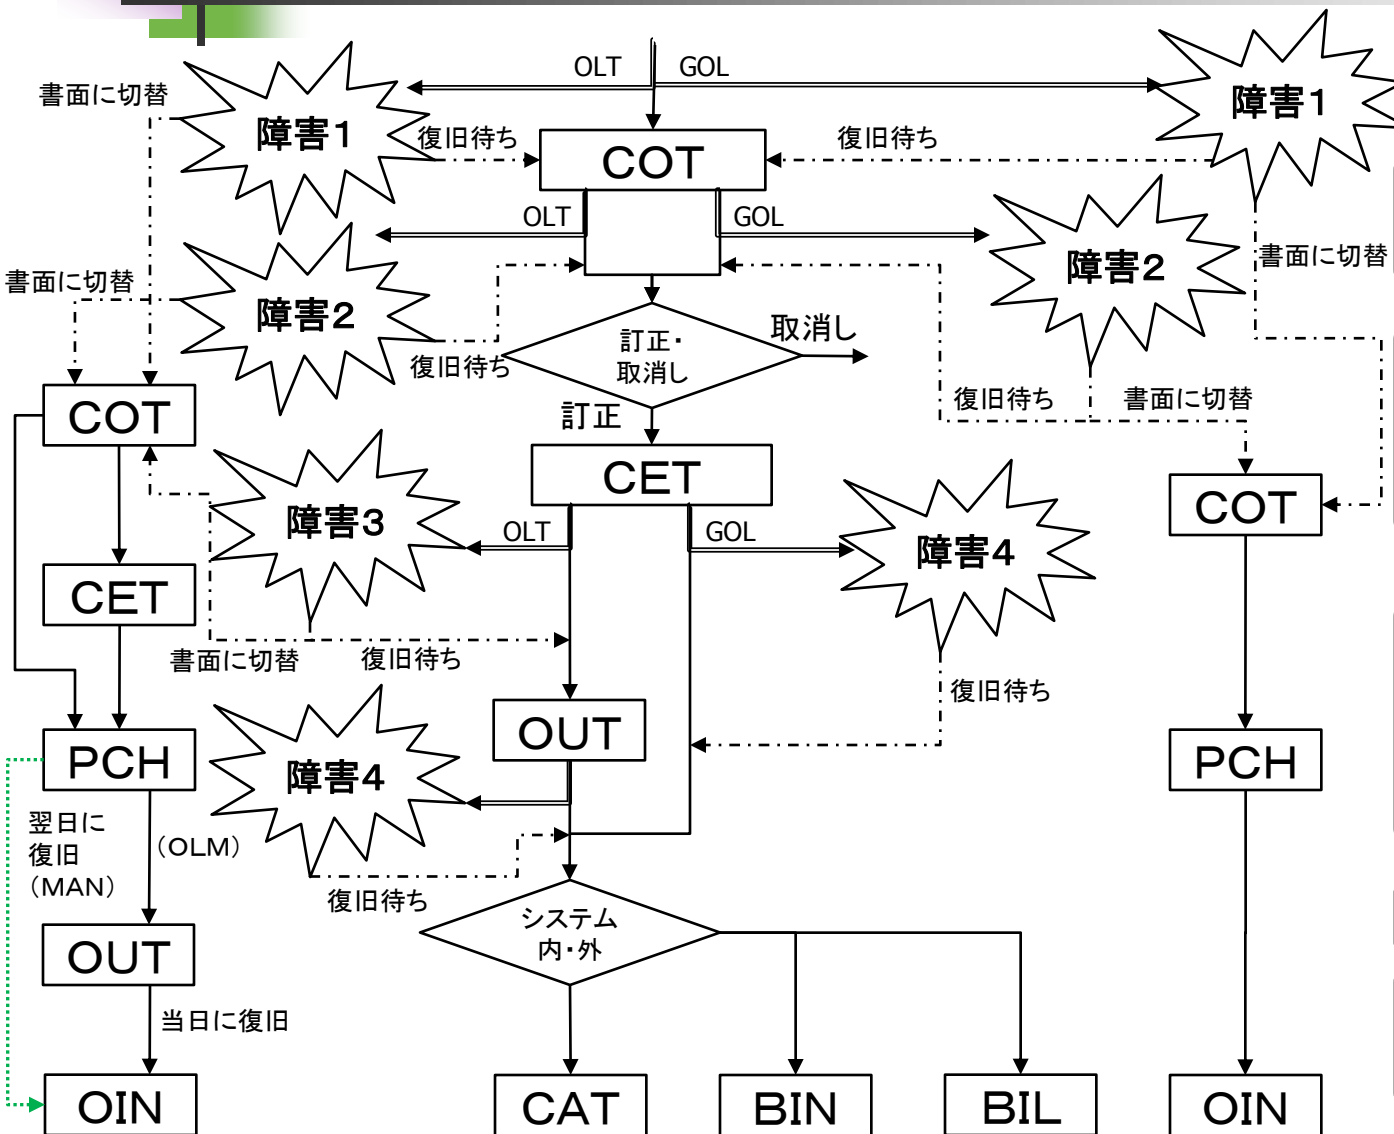 OLT
GOL
書面に切替
障害1
障害1
復旧待ち
復旧待ち
COT
OLT
GOL
書面に切替
障害2
障害2
書面に切替
復旧待ち
訂正・
取消し
取消し
復旧待ち
書面に切替
訂正
COT
CET
COT
障害3
OLT
GOL
障害4
CET
書面に切替
復旧待ち
復旧待ち
OUT
PCH
PCH
障害4
翌日に
復旧
(MAN)
(OLM)
復旧待ち
システム
内・外
OUT
当日に復旧
OIN
CAT
BIN
BIL
OIN